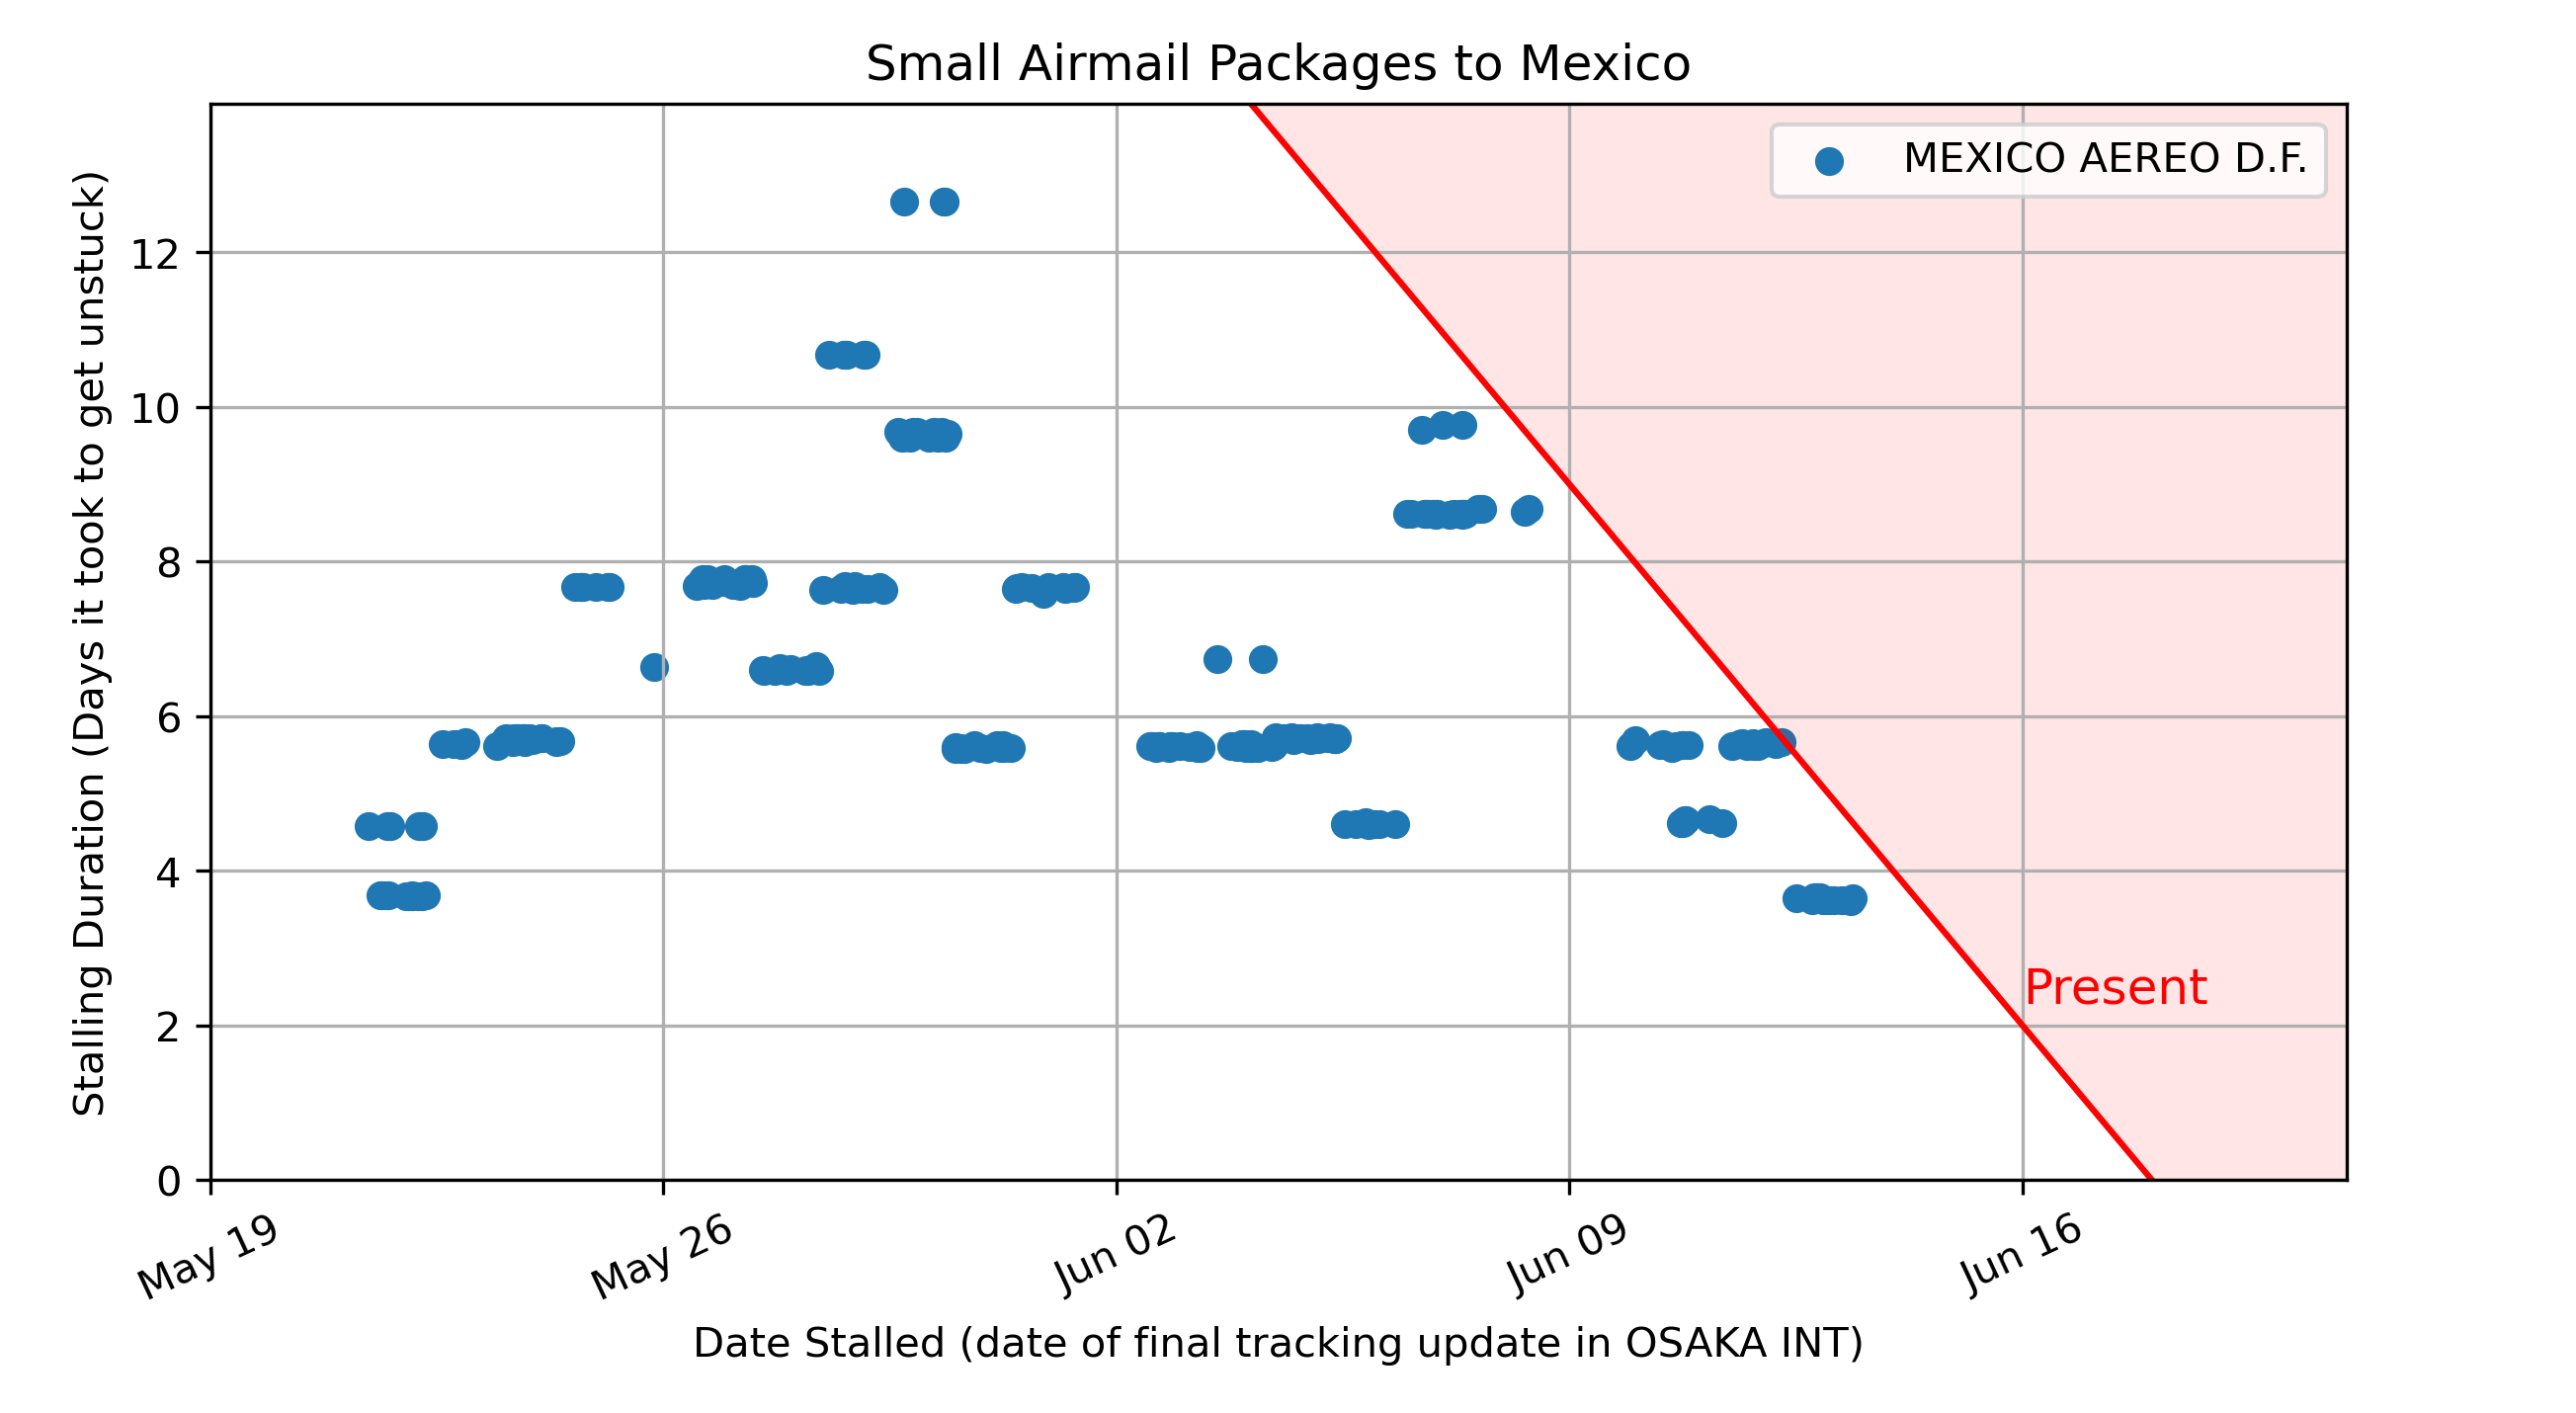 Small Airmail Packages to Mexico
MEXICO AEREO D.F.
Stalling Duration (Days it took to get unstuck)
12
10
8
6
4
2
0
Present
May 19
May 26
Jun 02
Jun 09
Jun 16
Date Stalled (date of final tracking update in OSAKA INT)